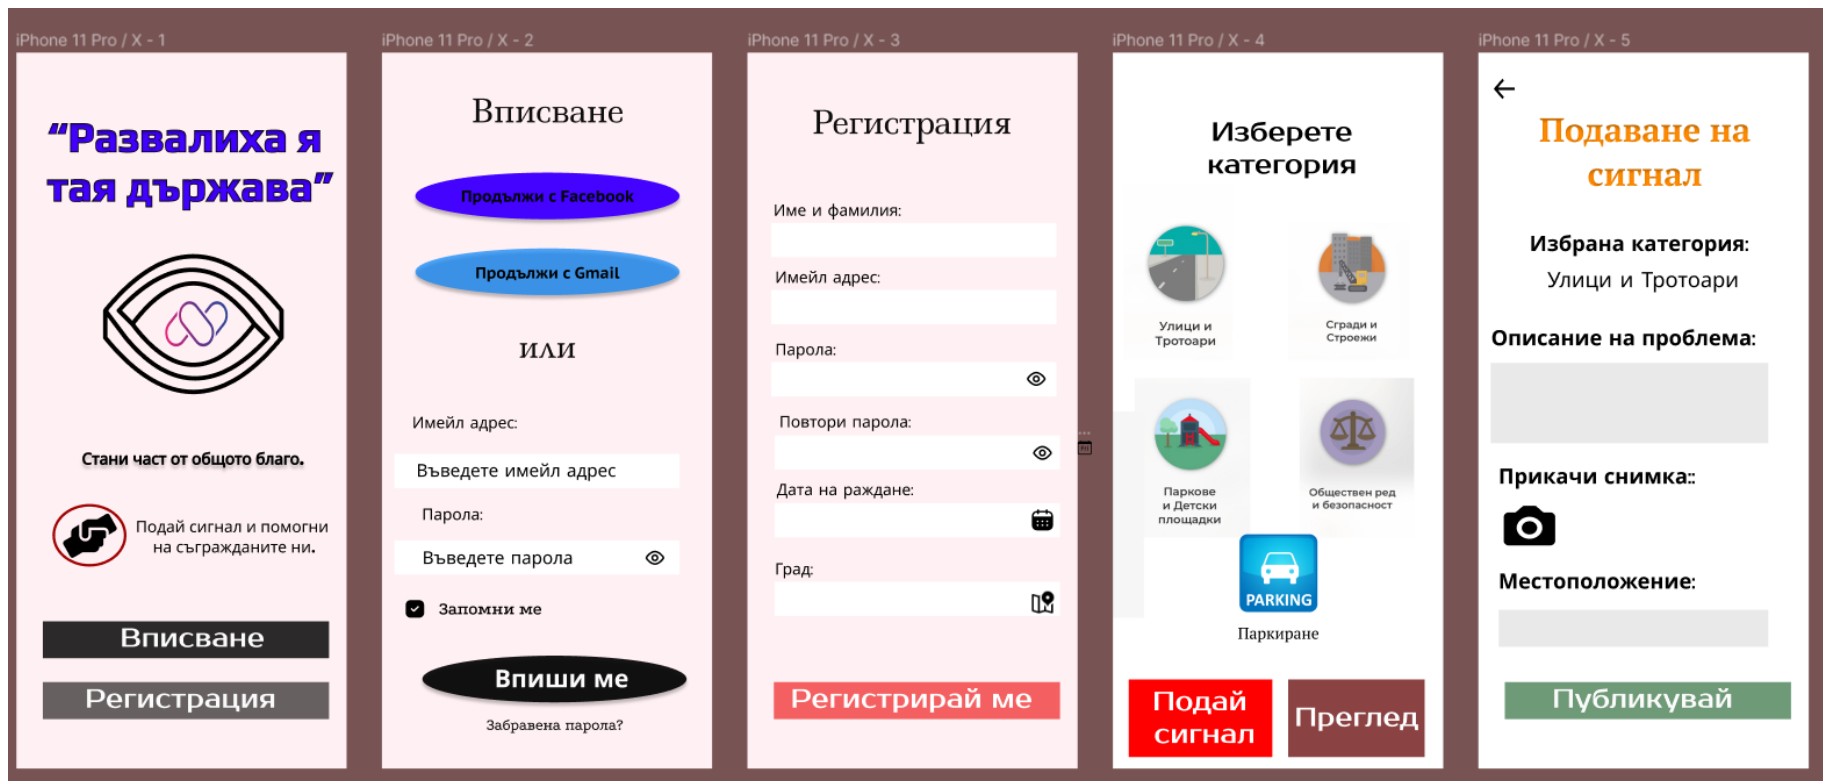 iPhone 11 Pro / X - 1
“Развалиха я
тая държава”
Стани част от общото благо.
Подай сигнал и помогни
на съгражданите ни.
Вписване
Регистрация
iPhone 11 Pro / X - 2
Вписване
Продължи с Facebook
Продължи с Gmail
или
Имейл адрес:
Въведете имейл адрес
Парола:
Въведете парола
Запомни ме
Впиши ме
Забравена парола?
iPhone 11 Pro / X - 3
Регистрация
Име и фамилия:
Имейл адрес:
Парола:
Повтори парола:
Дата на раждане:
Град:
Регистрирай ме
iPhone 11 Pro / X - 4
Изберете
категория
Улици и
Тротоари
Сгради и
Строежи
Паркове
и Детски
площадки
Обществен ред
и безопасност
PARKING
Паркиране
Подай
сигнал
Преглед
iPhone 11 Pro / X - 5
Подаване на
сигнал
Избрана категория:
Улици и Тротоари
Описание на проблема:
Прикачи снимка::
Местоположение:
Публикувай